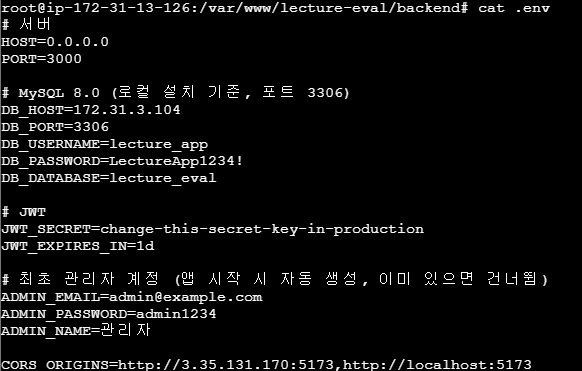 root@ip-172-31-13-126:/var/www/lecture-eval/backend# cat .env
# 서버
HOST=0.0.0.0
PORT=3000
# MySQL 8.0 (로컬 설치 기준, 포트 3306)
DB_HOST=172.31.3.104
DB_PORT=3306
DB_USERNAME=lecture_app
DB_PASSWORD=LectureApp1234!
DB_DATABASE=lecture_eval
# JWT
JWT_SECRET=change-this-secret-key-in-production
JWT_EXPIRES_IN=1d
# 최초 관리자 계정 (앱 시작 시 자동 생성, 이미 있으면 건너뜀)
ADMIN_EMAIL=admin@example.com
ADMIN_PASSWORD=admin1234
ADMIN_NAME=관리자
CORS_ORIGINS=http://3.35.131.170:5173,http://localhost:5173